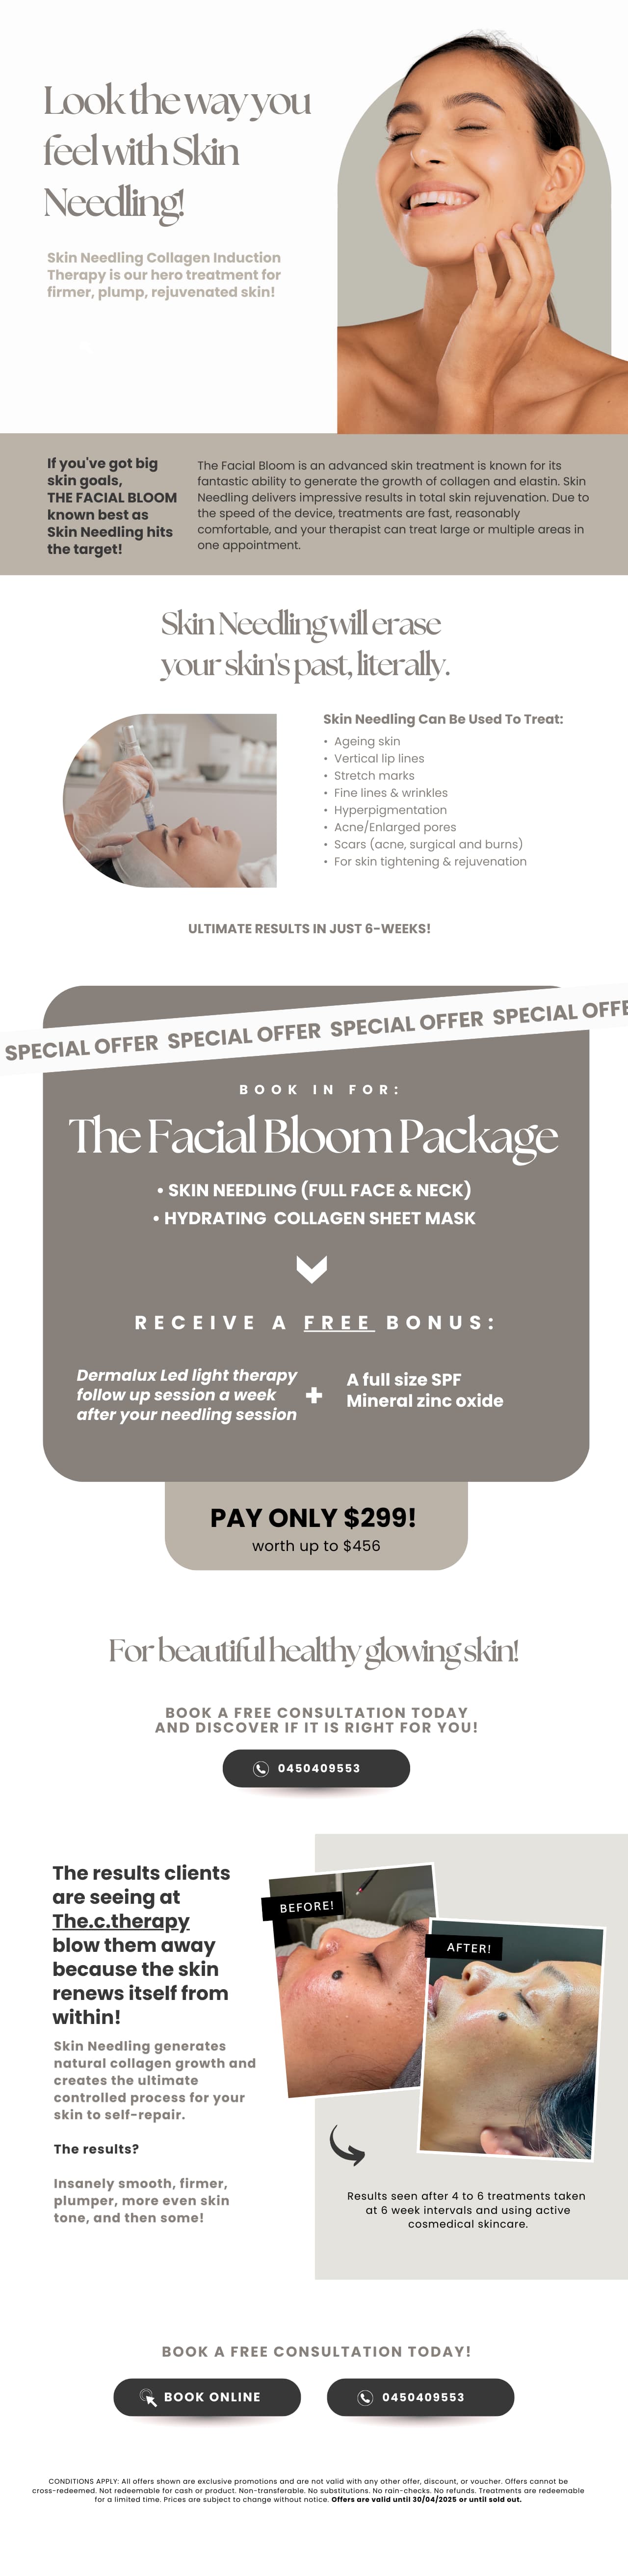 Look the way you
feel with Skin
Needling!
Skin Needling Collagen Induction
Therapy is our hero treatment for
firmer, plump, rejuvenated skin!
If you've got big
skin goals,
THE FACIAL BLOOM
known best as
Skin Needling hits
the target!
The Facial Bloom is an advanced skin treatment is known for its
fantastic ability to generate the growth of collagen and elastin. Skin
Needling delivers impressive results in total skin rejuvenation. Due to
the speed of the device, treatments are fast, reasonably
comfortable, and your therapist can treat large or multiple areas in
one appointment.
Skin Needling will erase
your skin's past, literally.
Skin Needling Can Be Used To Treat:
• Ageing skin
• Vertical lip lines
• Stretch marks
• Fine lines & wrinkles
• Hyperpigmentation
• Acne/Enlarged pores
• Scars (acne, surgical and burns)
• For skin tightening & rejuvenation
ULTIMATE RESULTS IN JUST 6-WEEKS!
SPECIAL OFFER SPECIAL OFFER SPECIAL OFFER SPECIAL OFFE
BOOK IN FOR:
The Facial Bloom Package
• SKIN NEEDLING (FULL FACE & NECK)
• HYDRATING COLLAGEN SHEET MASK
RECEIVE A FREE BONUS:
Dermalux Led light therapy
follow up session a week
after your needling session
+
A full size SPF
Mineral zinc oxide
PAY ONLY $299!
worth up to $456
For beautiful healthy glowing skin!
BOOK A FREE CONSULTATION TODAY
AND DISCOVER IF IT IS RIGHT FOR YOU!
0450409553
The results clients
are seeing at
The.c.therapy
blow them away
because the skin
renews itself from
within!
Skin Needling generates
natural collagen growth and
creates the ultimate
controlled process for your
skin to self-repair.
The results?
Insanely smooth, firmer,
plumper, more even skin
tone, and then some!
BEFORE!
AFTER!
Results seen after 4 to 6 treatments taken
at 6 week intervals and using active
cosmedical skincare.
BOOK A FREE CONSULTATION TODAY!
BOOK ONLINE
0450409553
CONDITIONS APPLY: All offers shown are exclusive promotions and are not valid with any other offer, discount, or voucher. Offers cannot be
cross-redeemed. Not redeemable for cash or product. Non-transferable. No substitutions. No rain-checks. No refunds. Treatments are redeemable
for a limited time. Prices are subject to change without notice. Offers are valid until 30/04/2025 or until sold out.